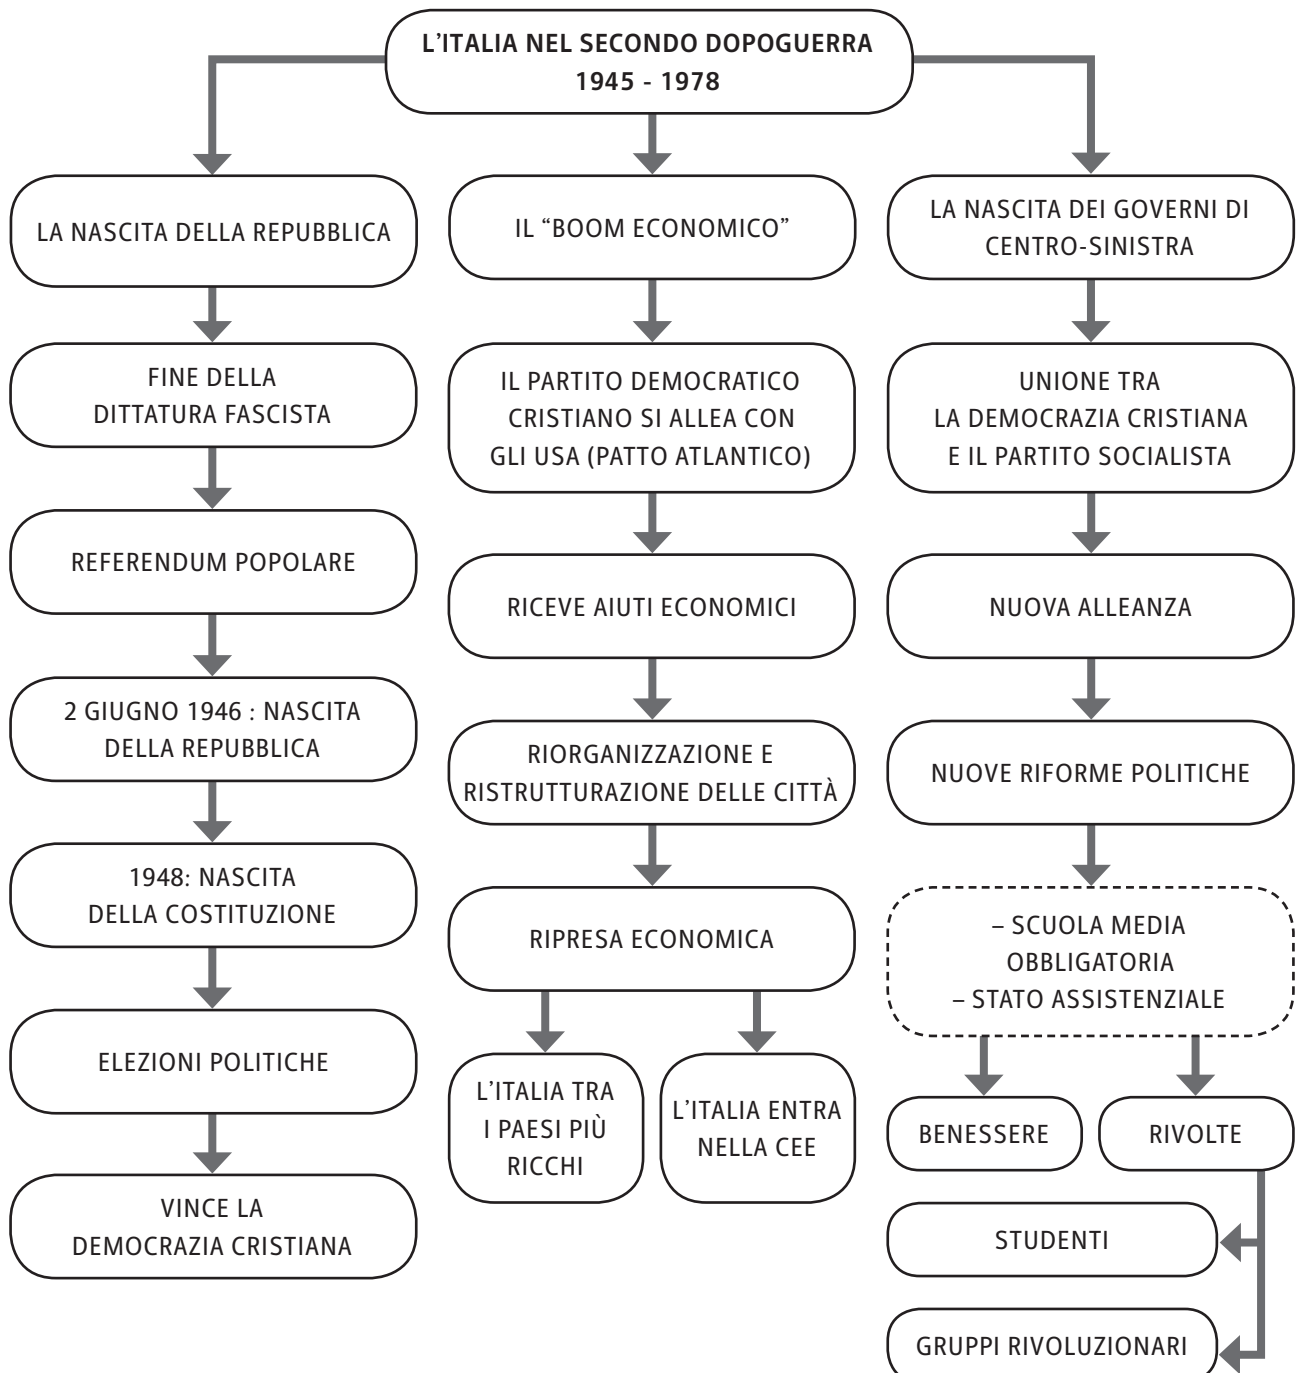 L'ITALIA NEL SECONDO DOPOGUERRA
1945 - 1978
LA NASCITA DELLA REPUBBLICA
FINE DELLA
DITTATURA FASCISTA
REFERENDUM POPOLARE
2 GIUGNO 1946 : NASCITA
DELLA REPUBBLICA
1948: NASCITA
DELLA COSTITUZIONE
ELEZIONI POLITICHE
VINCE LA
DEMOCRAZIA CRISTIANA
IL “BOOM ECONOMICO”
IL PARTITO DEMOCRATICO
CRISTIANO SI ALLEA CON
GLI USA (PATTO ATLANTICO)
RICEVE AIUTI ECONOMICI
RIORGANIZZAZIONE E
RISTRUTTURAZIONE DELLE CITTÀ
RIPRESA ECONOMICA
L'ITALIA TRA
I PAESI PIÙ
RICCHI
L'ITALIA ENTRA
NELLA CEE
LA NASCITA DEI GOVERNI DI
CENTRO-SINISTRA
UNIONE TRA
LA DEMOCRAZIA CRISTIANA
E IL PARTITO SOCIALISTA
NUOVA ALLEANZA
NUOVE RIFORME POLITICHE
– SCUOLA MEDIA
OBBLIGATORIA
– STATO ASSISTENZIALE
BENESSERE
RIVOLTE
STUDENTI
GRUPPI RIVOLUZIONARI